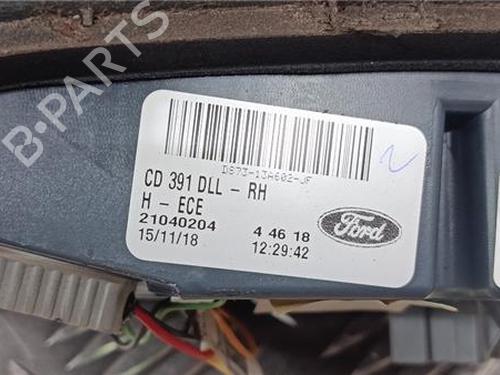 B-PARTS
DS73-13A602-JF
CD 391 DLL - RH
H - ECE
21040204 4 46 18
15/11/18 12:29:42
Ford